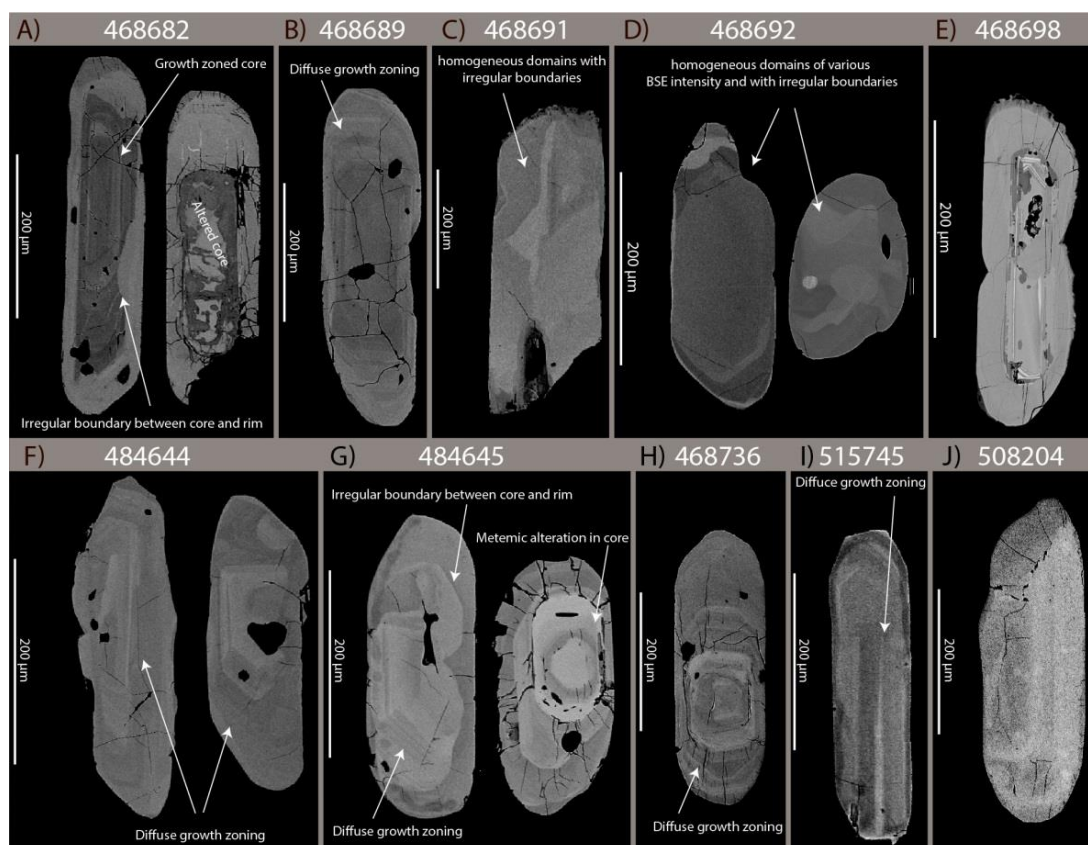 A) 468682
B) 468689
C) 468691
D) 468692
E) 468698
Growth zoned core
Diffuse growth zoning
homogeneous domains with
irregular boundaries
homogeneous domains of various
BSE intensity and with irregular boundaries
Altered core
200 µm
200 µm
200 µm
200 µm
200 µm
Irregular boundary between core and rim
F) 484644
G) 484645
H) 468736
I) 515745
J) 508204
Irregular boundary between core and rim
Metemic alteration in core
Diffuce growth zoning
200 µm
200 µm
200 µm
200 µm
200 µm
Diffuse growth zoning
Diffuse growth zoning
Diffuse growth zoning